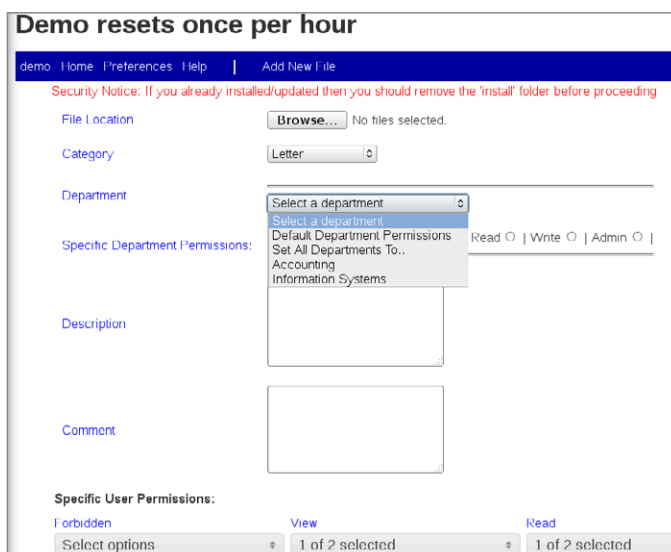 Demo resets once per hour
demo Home Preferences Help | Add New File
Security Notice: If you already installed/updated then you should remove the 'install' folder before proceeding
File Location Browse... No files selected.
Category Letter
Department Select a department
Select a department
Default Department Permissions
Specific Department Permissions: Read | Write | Admin |
Set All Departments To..
Accounting
Information Systems
Description
Comment
Specific User Permissions:
Forbidden View Read
Select options 1 of 2 selected 1 of 2 selected